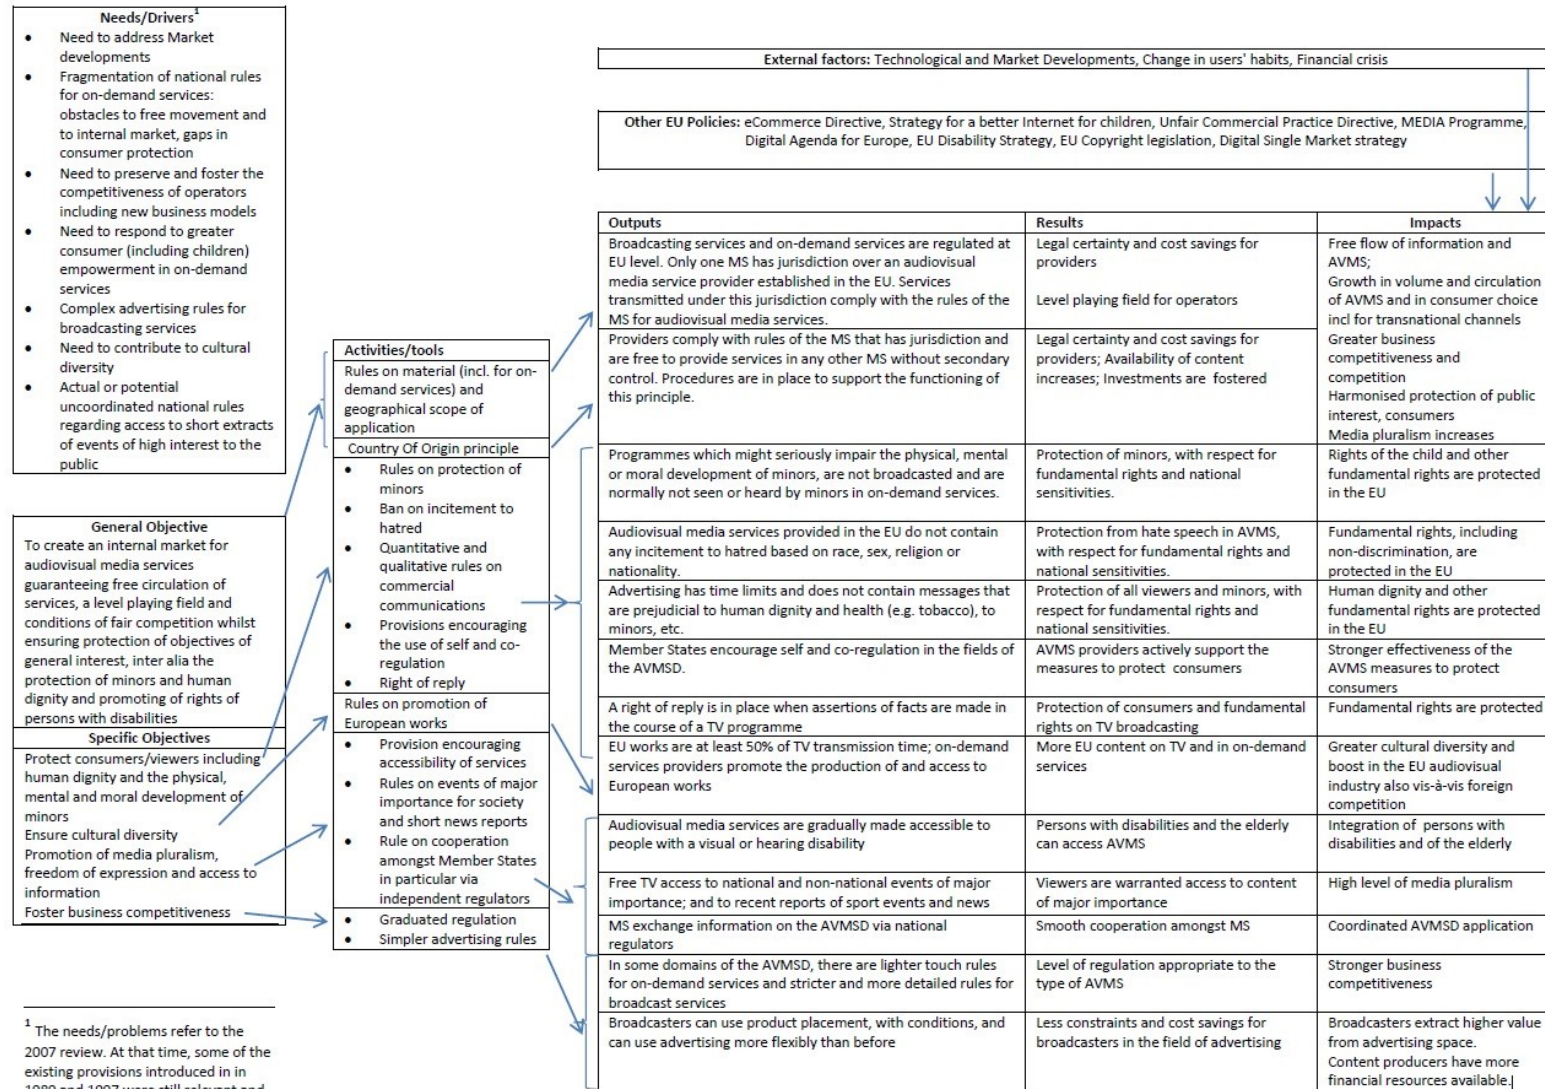 Needs/Drivers1
• Need to address Market
developments
• Fragmentation of national rules
for on-demand services:
obstacles to free movement and
to internal market, gaps in
consumer protection
• Need to preserve and foster the
competitiveness of operators
including new business models
• Need to respond to greater
consumer (including children)
empowerment in on-demand
services
• Complex advertising rules for
broadcasting services
• Need to contribute to cultural
diversity
• Actual or potential
uncoordinated national rules
regarding access to short extracts
of events of high interest to the
public
General Objective
To create an internal market for
audiovisual media services
guaranteeing free circulation of
services, a level playing field and
conditions of fair competition whilst
ensuring protection of objectives of
general interest, inter alia the
protection of minors and human
dignity and promoting of rights of
persons with disabilities
Specific Objectives
Protect consumers/viewers including
human dignity and the physical,
mental and moral development of
minors
Ensure cultural diversity
Promotion of media pluralism,
freedom of expression and access to
information
Foster business competitiveness
1 The needs/problems refer to the
2007 review. At that time, some of the
existing provisions introduced in in
1989 and 1997 were still relevant and
Activities/tools
Rules on material (incl. for on-
demand services) and
geographical scope of
application
Country Of Origin principle
• Rules on protection of
minors
• Ban on incitement to
hatred
• Quantitative and
qualitative rules on
commercial
communications
• Provisions encouraging
the use of self and co-
regulation
• Right of reply
Rules on promotion of
European works
• Provision encouraging
accessibility of services
• Rules on events of major
importance for society
and short news reports
• Rule on cooperation
amongst Member States
in particular via
independent regulators
• Graduated regulation
• Simpler advertising rules
External factors: Technological and Market Developments, Change in users' habits, Financial crisis
Other EU Policies: eCommerce Directive, Strategy for a better Internet for children, Unfair Commercial Practice Directive, MEDIA Programme,
Digital Agenda for Europe, EU Disability Strategy, EU Copyright legislation, Digital Single Market strategy
Outputs
Results
Impacts
Broadcasting services and on-demand services are regulated at
EU level. Only one MS has jurisdiction over an audiovisual
media service provider established in the EU. Services
transmitted under this jurisdiction comply with the rules of the
MS for audiovisual media services.
Legal certainty and cost savings for
providers
Level playing field for operators
Free flow of information and
AVMS;
Growth in volume and circulation
of AVMS and in consumer choice
incl for transnational channels
Greater business
competitiveness and
competition
Harmonised protection of public
interest, consumers
Media pluralism increases
Providers comply with rules of the MS that has jurisdiction and
are free to provide services in any other MS without secondary
control. Procedures are in place to support the functioning of
this principle.
Legal certainty and cost savings for
providers; Availability of content
increases; Investments are fostered
Programmes which might seriously impair the physical, mental
or moral development of minors, are not broadcasted and are
normally not seen or heard by minors in on-demand services.
Protection of minors, with respect for
fundamental rights and national
sensitivities.
Rights of the child and other
fundamental rights are protected
in the EU
Audiovisual media services provided in the EU do not contain
any incitement to hatred based on race, sex, religion or
nationality.
Protection from hate speech in AVMS,
with respect for fundamental rights and
national sensitivities.
Fundamental rights, including
non-discrimination, are
protected in the EU
Advertising has time limits and does not contain messages that
are prejudicial to human dignity and health (e.g. tobacco), to
minors, etc.
Protection of all viewers and minors, with
respect for fundamental rights and
national sensitivities.
Human dignity and other
fundamental rights are protected
in the EU
Member States encourage self and co-regulation in the fields of
the AVMSD.
AVMS providers actively support the
measures to protect consumers
Stronger effectiveness of the
AVMS measures to protect
consumers
A right of reply is in place when assertions of facts are made in
the course of a TV programme
Protection of consumers and fundamental
rights on TV broadcasting
Fundamental rights are protected
EU works are at least 50% of TV transmission time; on-demand
services providers promote the production of and access to
European works
More EU content on TV and in on-demand
services
Greater cultural diversity and
boost in the EU audiovisual
industry also vis-à-vis foreign
competition
Audiovisual media services are gradually made accessible to
people with a visual or hearing disability
Persons with disabilities and the elderly
can access AVMS
Integration of persons with
disabilities and of the elderly
Free TV access to national and non-national events of major
importance; and to recent reports of sport events and news
Viewers are warranted access to content
of major importance
High level of media pluralism
MS exchange information on the AVMSD via national
regulators
Smooth cooperation amongst MS
Coordinated AVMSD application
In some domains of the AVMSD, there are lighter touch rules
for on-demand services and stricter and more detailed rules for
broadcast services
Level of regulation appropriate to the
type of AVMS
Stronger business
competitiveness
Broadcasters can use product placement, with conditions, and
can use advertising more flexibly than before
Less constraints and cost savings for
broadcasters in the field of advertising
Broadcasters extract higher value
from advertising space.
Content producers have more
financial resources available.